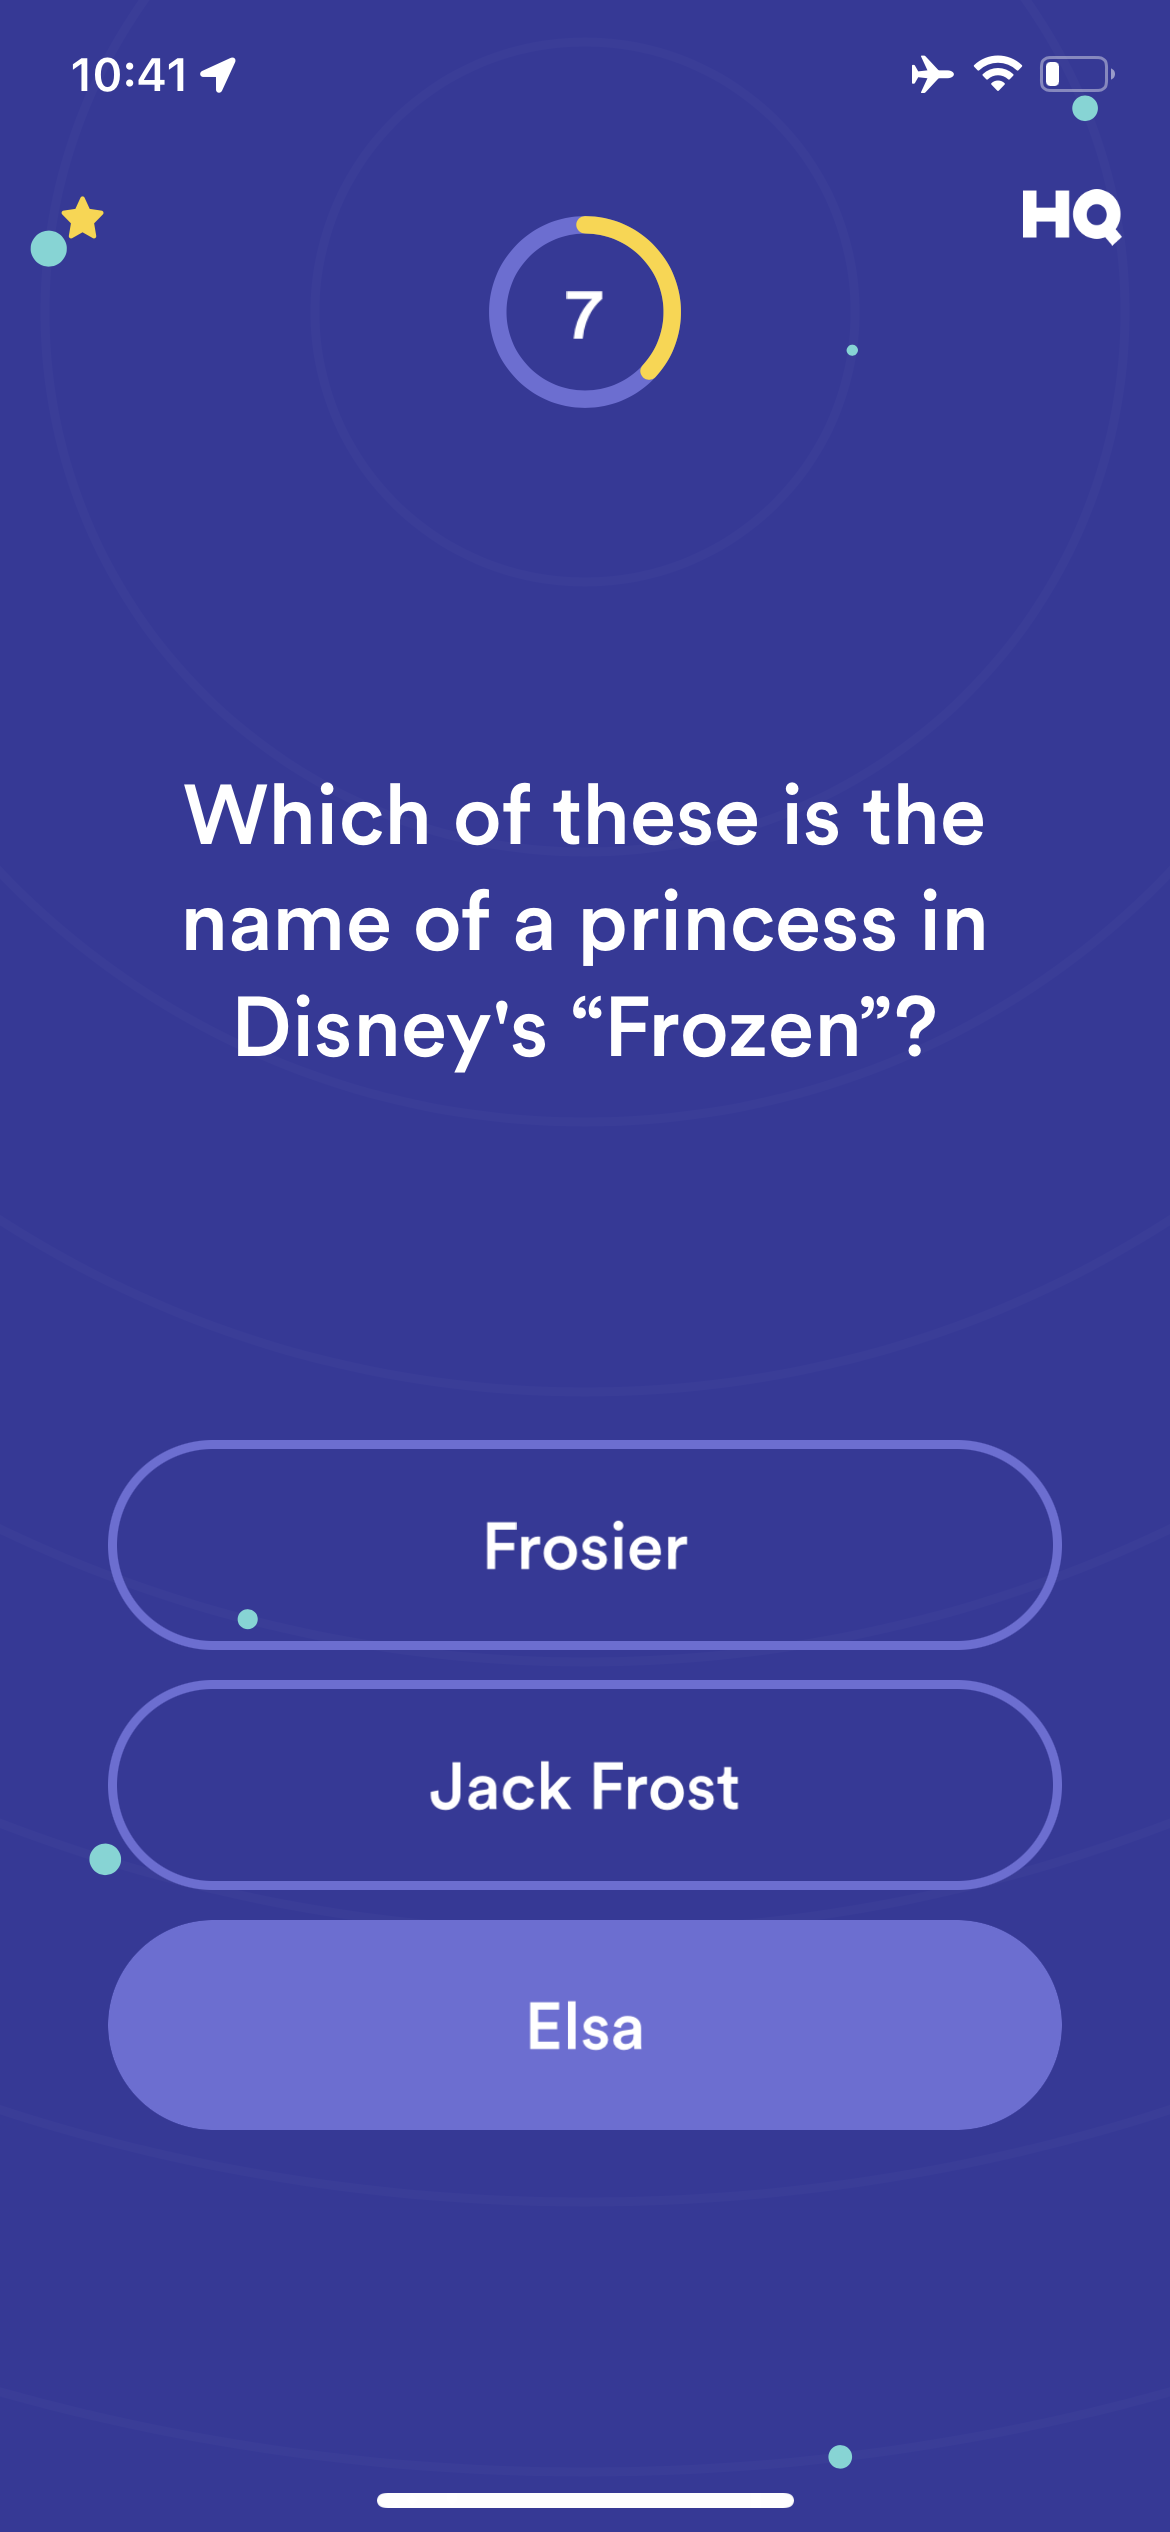 10:41
HQ
7
Which of these is the
name of a princess in
Disney's “Frozen”?
Frosier
Jack Frost
Elsa